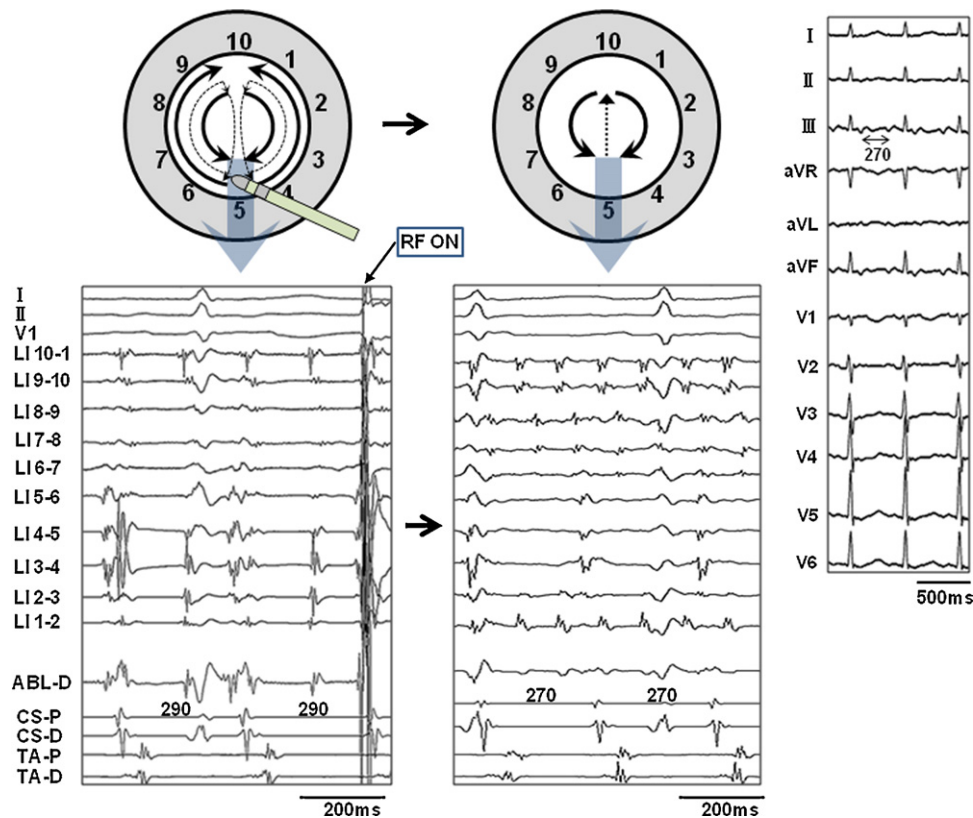 10
9
1
8
2
7
3
6
4
5
10
9
1
8
2
7
3
6
4
5
RF ON
I
II
V1
LI 10-1
LI 9-10
LI 8-9
LI 7-8
LI 6-7
LI 5-6
LI 4-5
LI 3-4
LI 2-3
LI 1-2
ABL-D
CS-P
CS-D
TA-P
TA-D
290 290
200ms
270 270
200ms
I
II
III
270
aVR
aVL
aVF
V1
V2
V3
V4
V5
V6
500ms